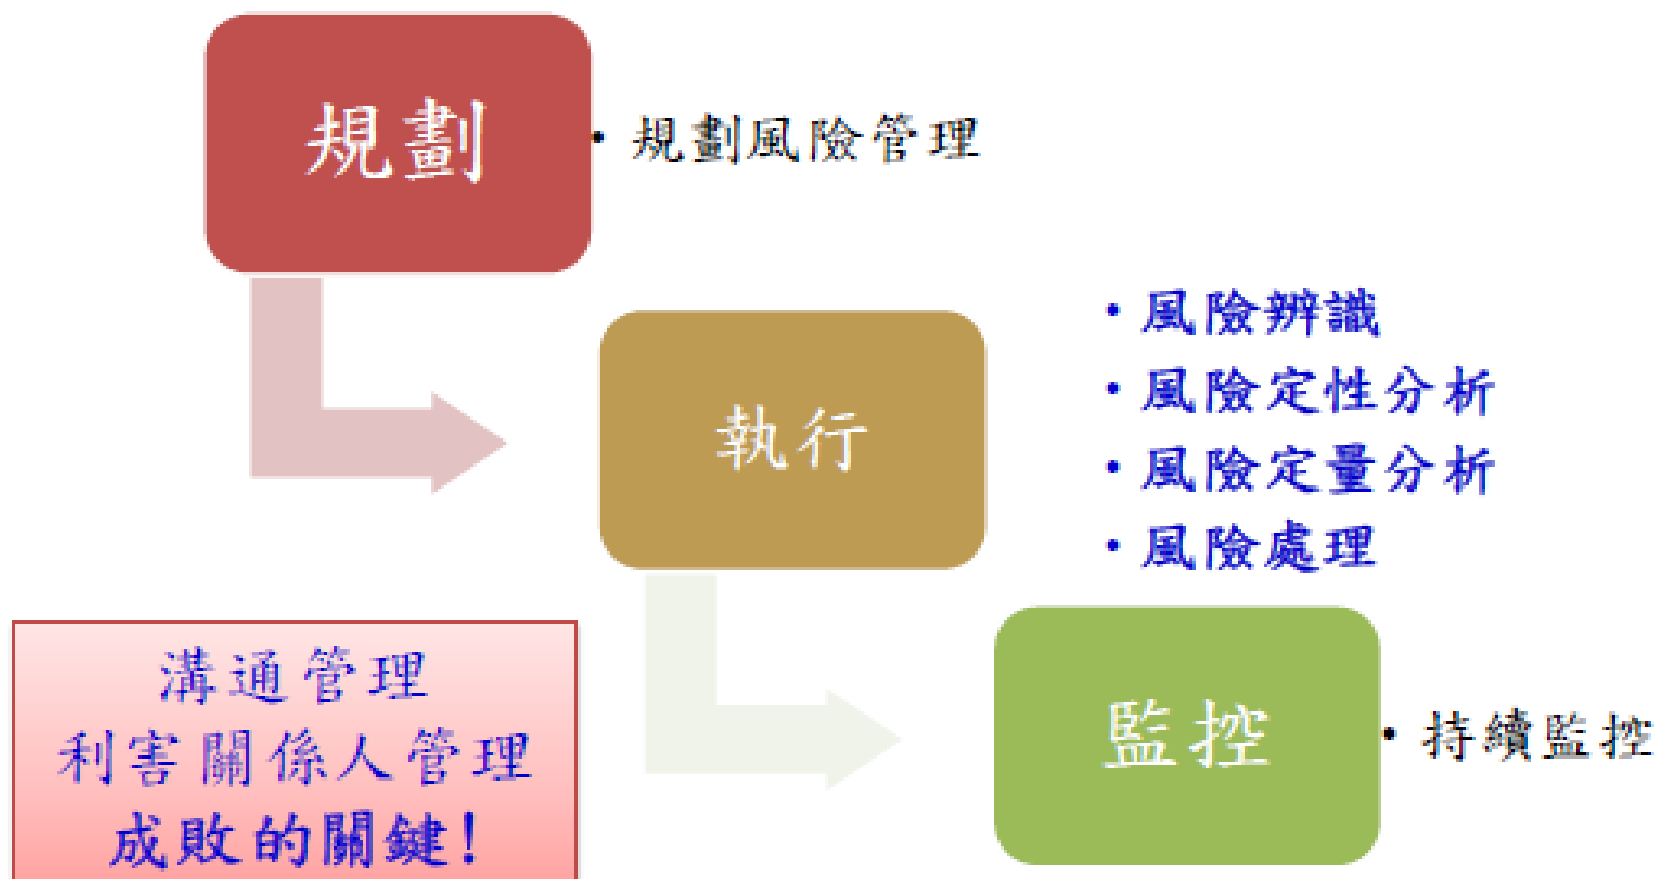 規劃
• 規劃風險管理
執行
• 風險辨識
• 風險定性分析
• 風險定量分析
• 風險處理
監控
• 持續監控
溝通管理
利害關係人管理
成敗的關鍵!